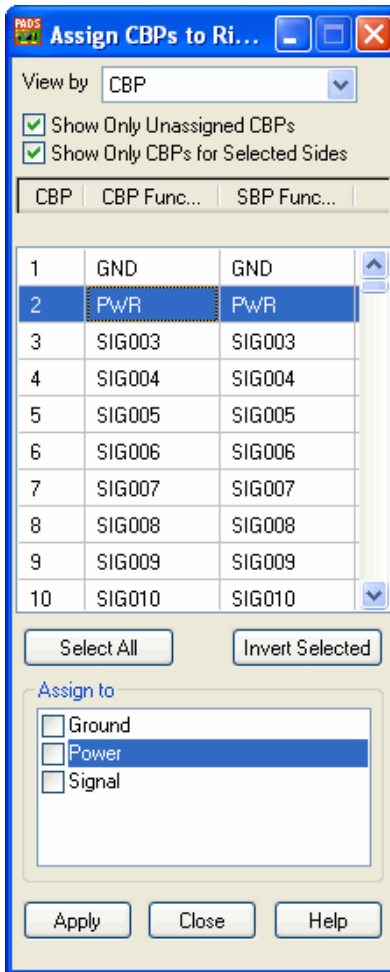 PADS
Assign CBPs to Ri...
View by CBP
Show Only Unassigned CBPs
Show Only CBPs for Selected Sides
CBP CBP Func... SBP Func...
1 GND GND
2 PWR PWR
3 SIG003 SIG003
4 SIG004 SIG004
5 SIG005 SIG005
6 SIG006 SIG006
7 SIG007 SIG007
8 SIG008 SIG008
9 SIG009 SIG009
10 SIG010 SIG010
Select All Invert Selected
Assign to
Ground
Power
Signal
Apply Close Help